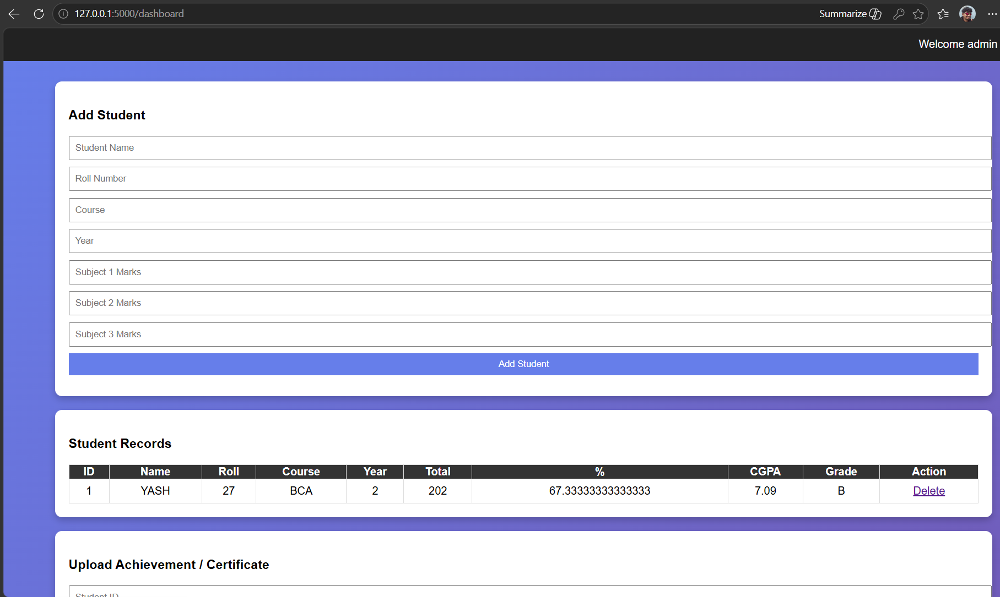 127.0.0.1:5000/dashboard Summarize
Welcome admin
Add Student
Student Name
Roll Number
Course
Year
Subject 1 Marks
Subject 2 Marks
Subject 3 Marks
Add Student
Student Records
ID Name Roll Course Year Total % CGPA Grade Action
1 YASH 27 BCA 2 202 67.33333333333333 7.09 B Delete
Upload Achievement / Certificate
Student ID